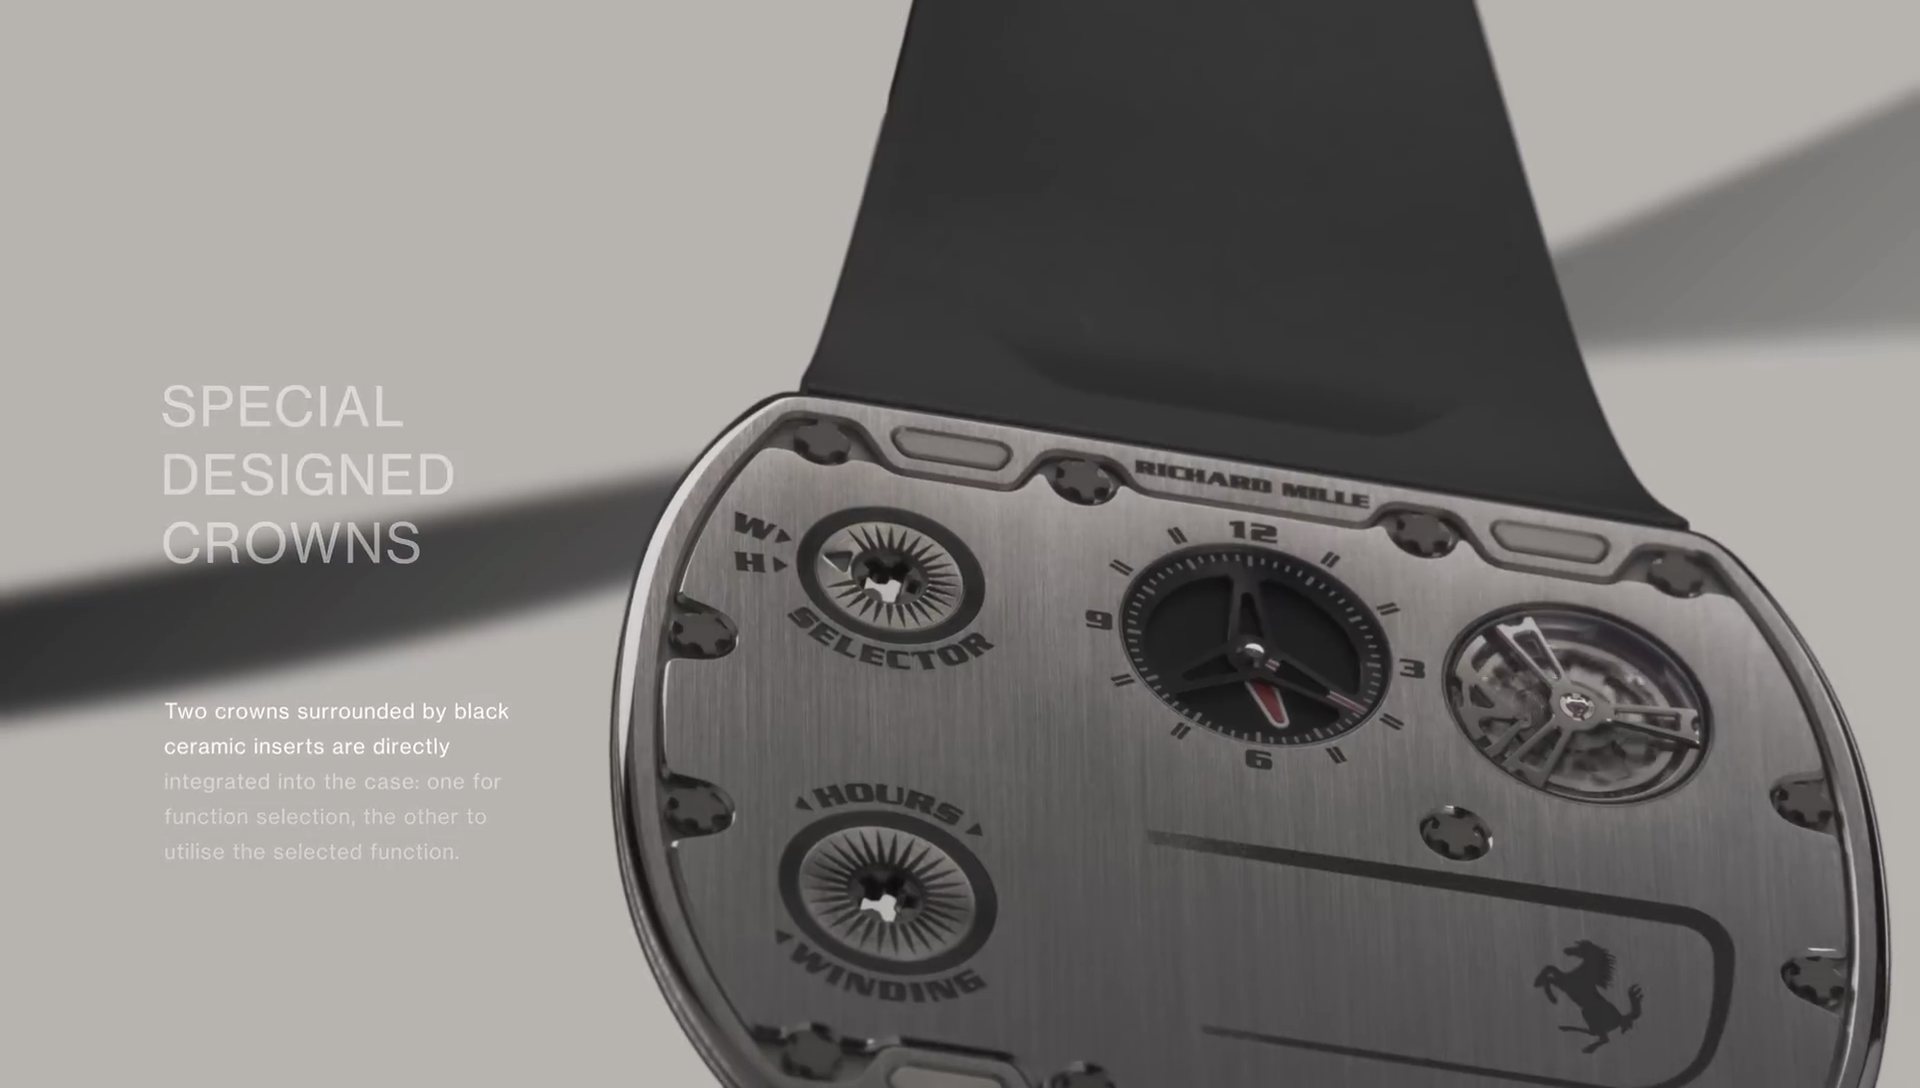 SPECIAL
DESIGNED
CROWNS
Two crowns surrounded by black
ceramic inserts are directly
integrated into the case: one for
function selection, the other to
utilise the selected function.
RICHARD MILLE
W
H
SELECTOR
12
9
3
6
HOURS
WINDING